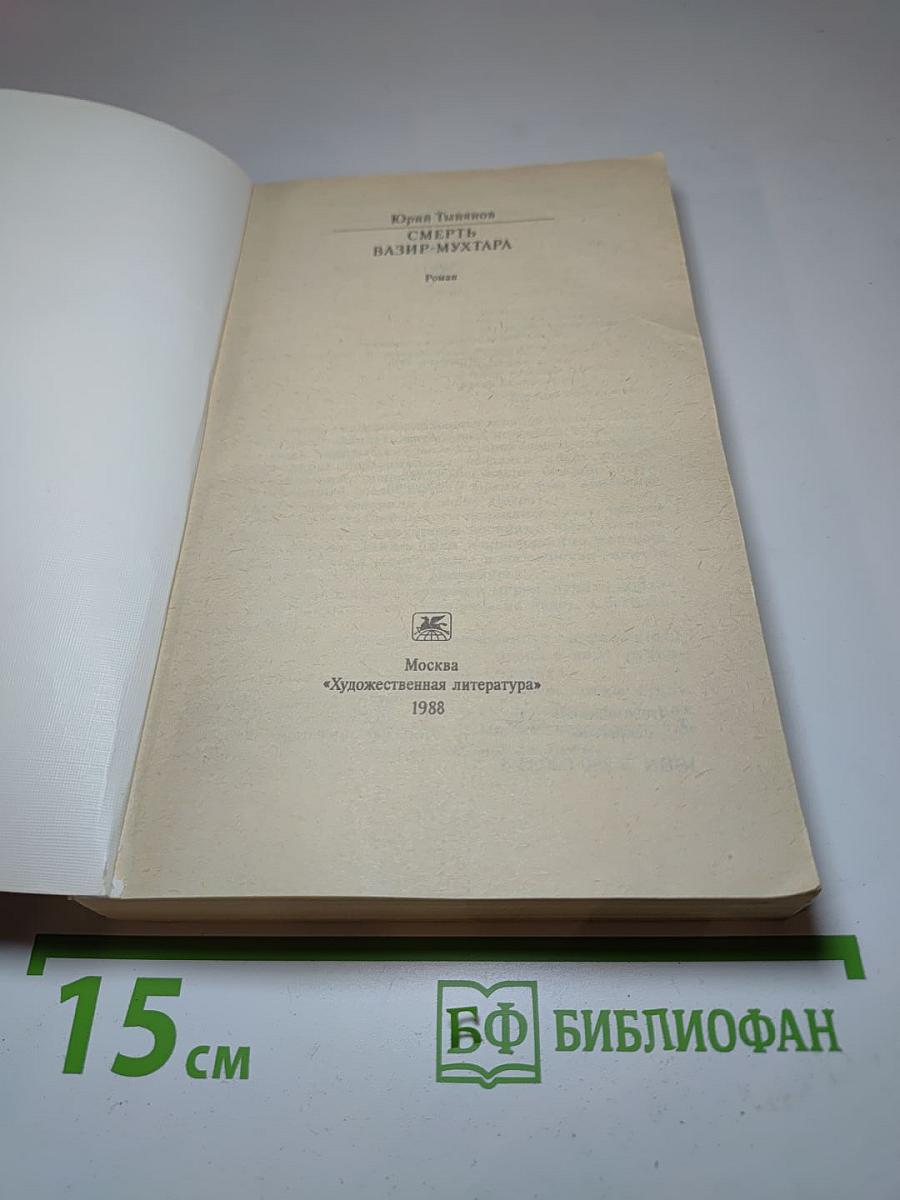 Юрий Тынянов
СМЕРТЬ
ВАЗИР-МУХТАРА
Роман
Москва
«Художественная литература»
1988
15 см
БФ БИБЛИОФАН